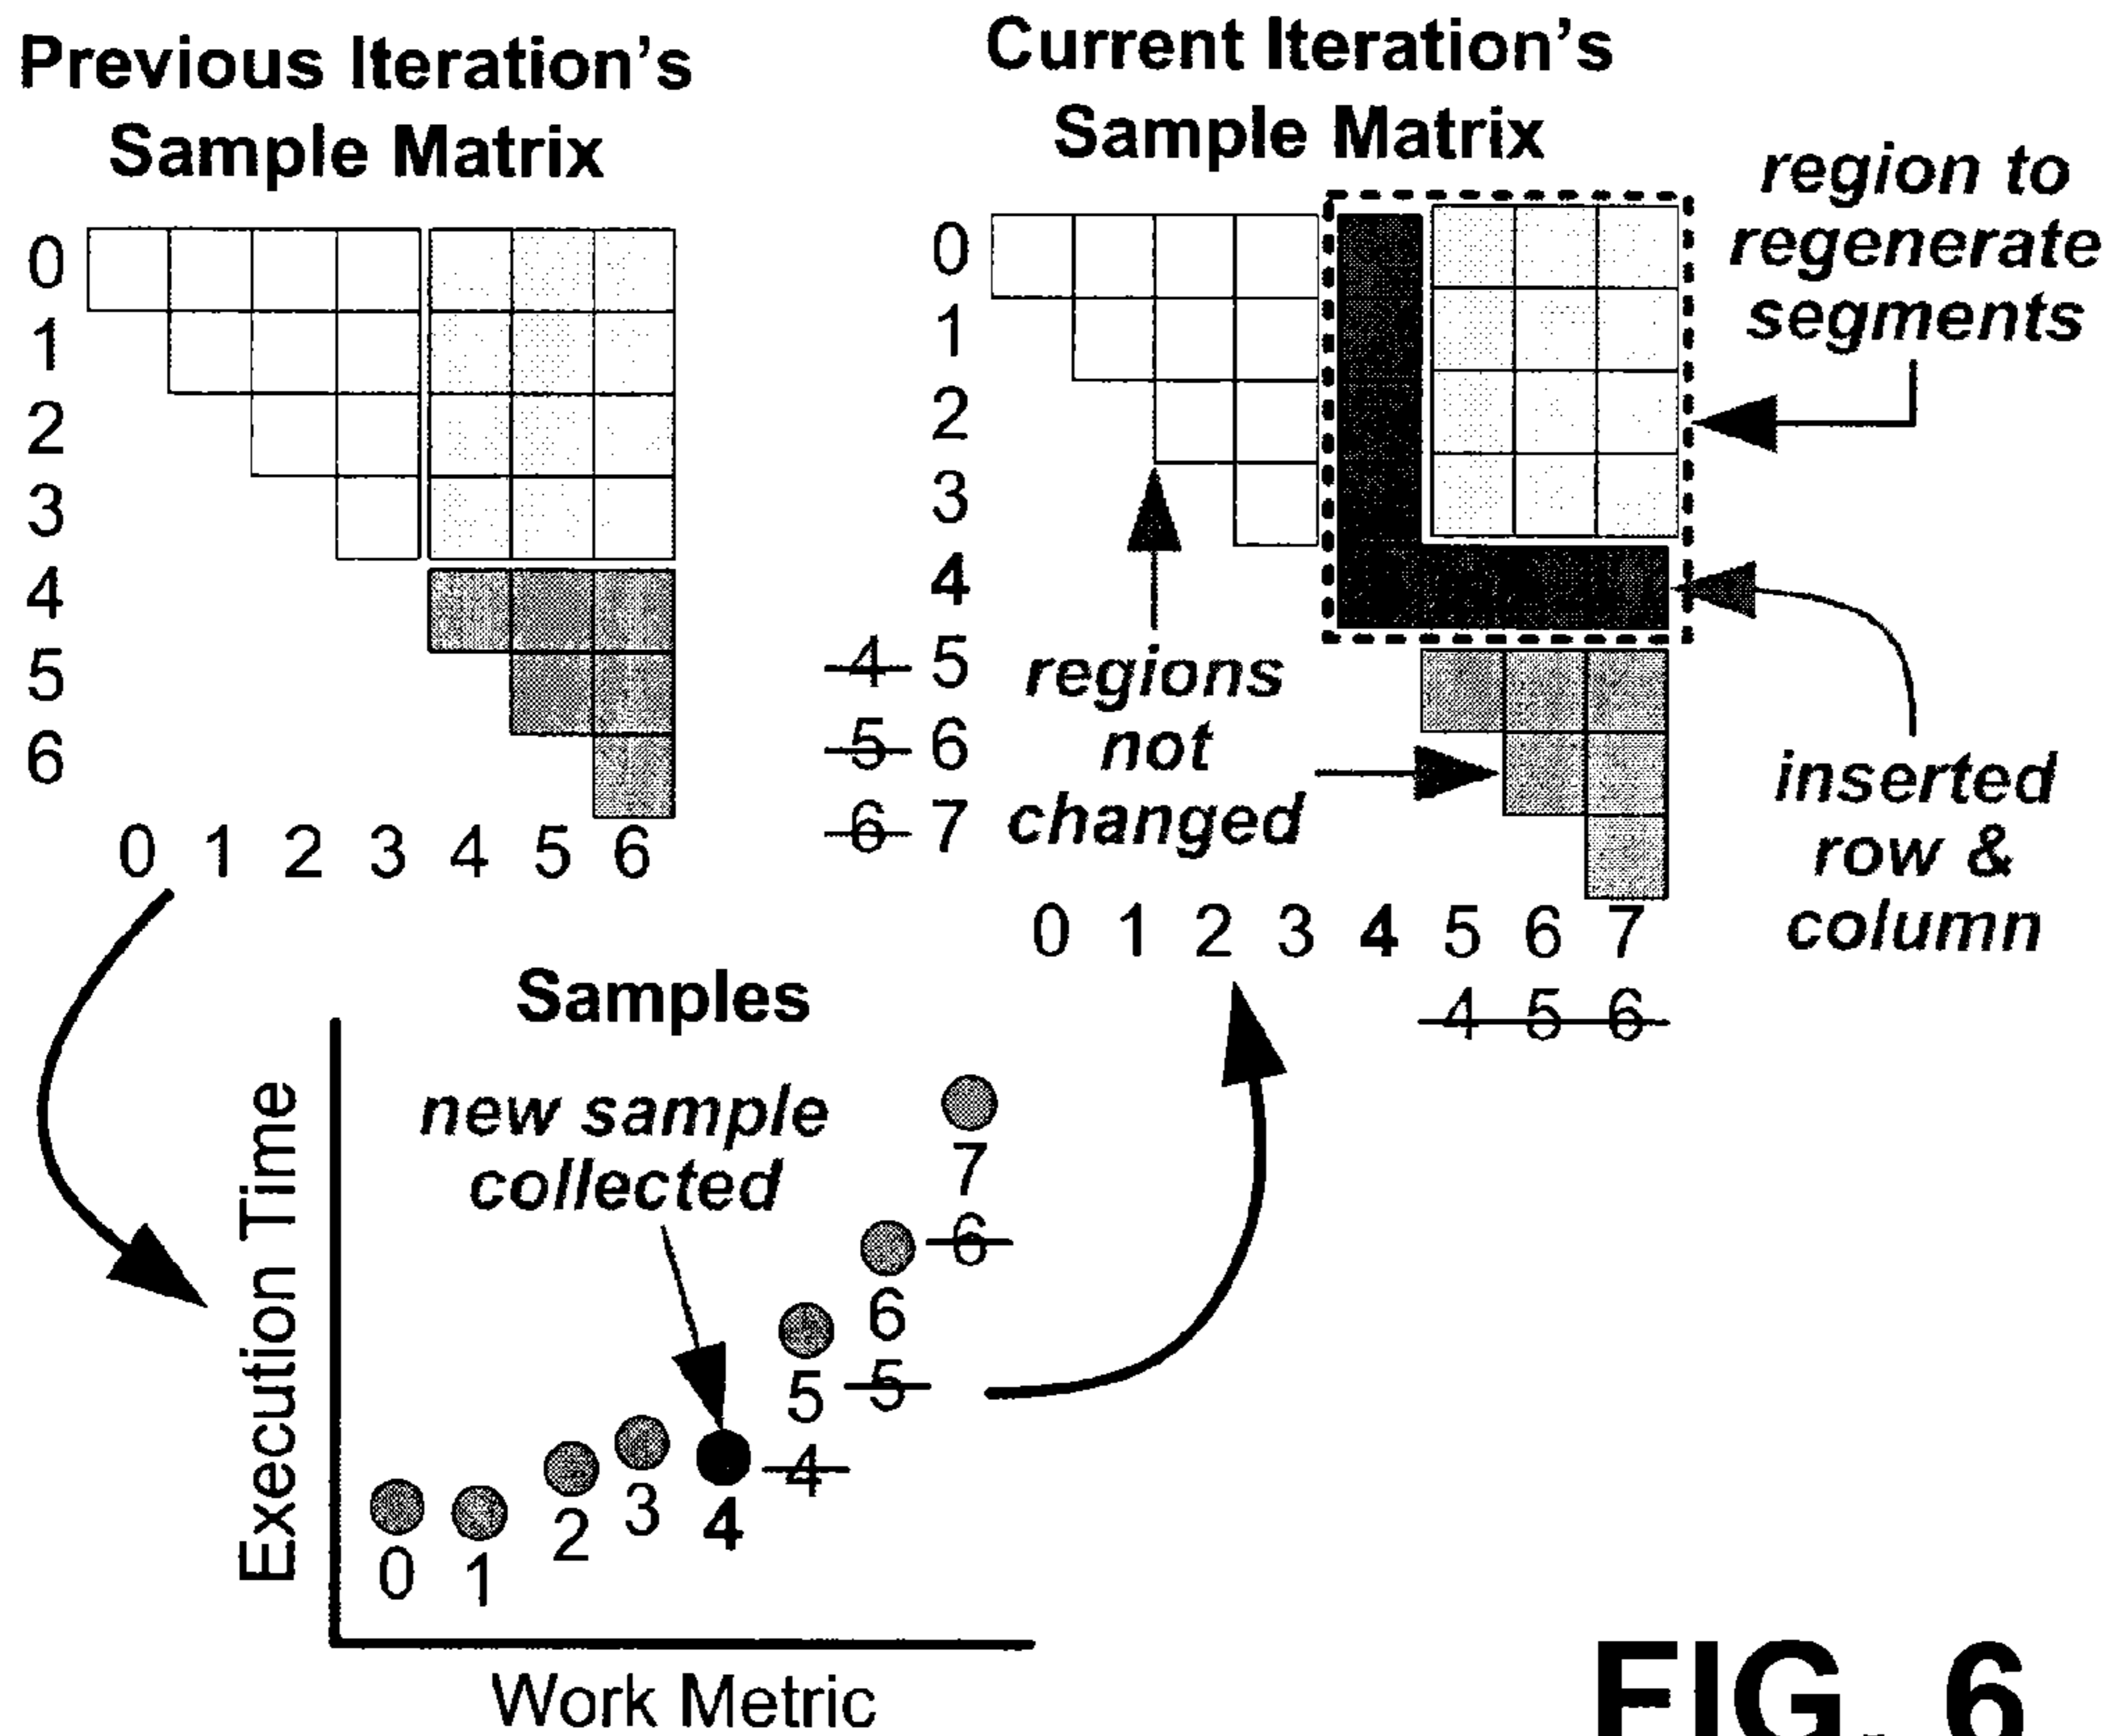 Previous Iteration's
Sample Matrix
0
1
2
3
4
5
6
0 1 2 3 4 5 6
Current Iteration's
Sample Matrix
0
1
2
3
4
4 5
5 6
6 7
0 1 2 3 4 5 6 7
4 5 6
region to
regenerate
segments
regions
not
changed
inserted
row &
column
Samples
new sample
collected
Execution Time
7
6
6
5
5
4
4
3
2
1
0
Work Metric
FIG. 6